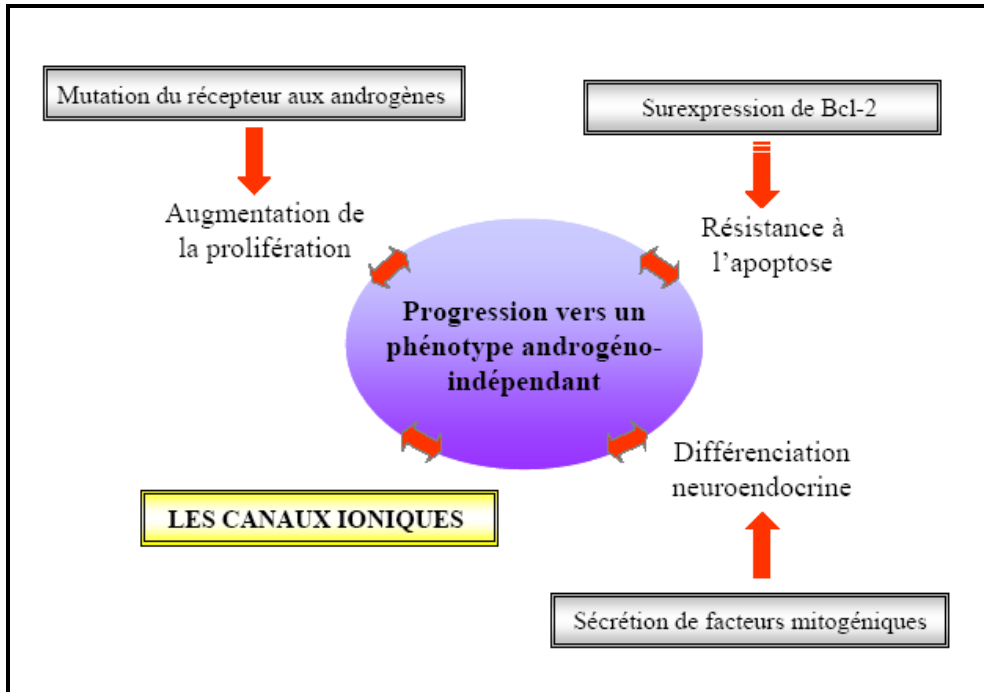 Mutation du récepteur aux androgènes
Surexpression de Bcl-2
Augmentation de
la prolifération
Résistance à
l'apoptose
Progression vers un
phénotype androgéno-
indépendant
Différenciation
neuroendocrine
LES CANAUX IONIQUES
Sécrétion de facteurs mitogéniques